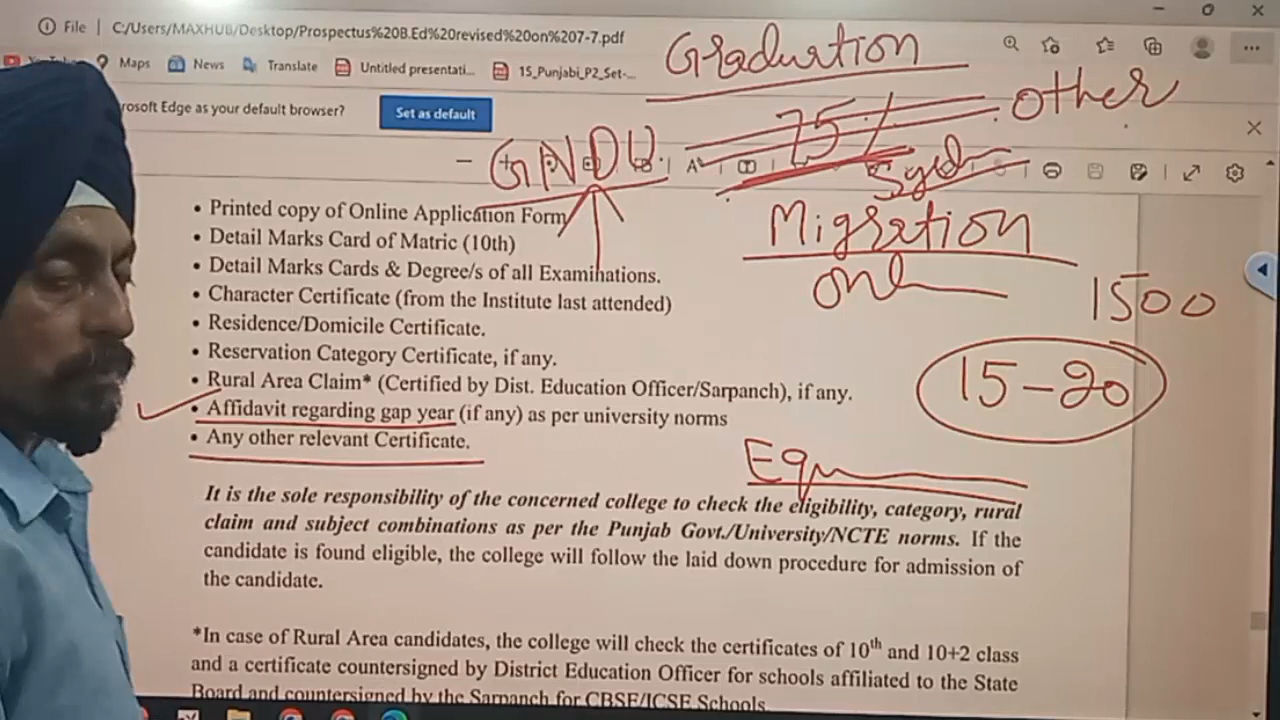 File | C:/Users/MAXHUB/Desktop/Prospectus%20B.Ed%20revised%20on%207-7.pdf
Maps News Translate Untitled presentati... 15_Punjabi_P2_Set-...
rosoft Edge as your default browser? Set as default
Graduation
75% other
GNDU
Migration
1500
15-20
• Printed copy of Online Application Form
• Detail Marks Card of Matric (10th)
• Detail Marks Cards & Degree/s of all Examinations.
• Character Certificate (from the Institute last attended)
• Residence/Domicile Certificate.
• Reservation Category Certificate, if any.
• Rural Area Claim* (Certified by Dist. Education Officer/Sarpanch), if any.
• Affidavit regarding gap year (if any) as per university norms
• Any other relevant Certificate.
It is the sole responsibility of the concerned college to check the eligibility, category, rural
claim and subject combinations as per the Punjab Govt./University/NCTE norms. If the
candidate is found eligible, the college will follow the laid down procedure for admission of
the candidate.
*In case of Rural Area candidates, the college will check the certificates of 10th and 10+2 class
and a certificate countersigned by District Education Officer for schools affiliated to the State
Board and countersigned by the Sarpanch for CBSE/ICSE Schools.